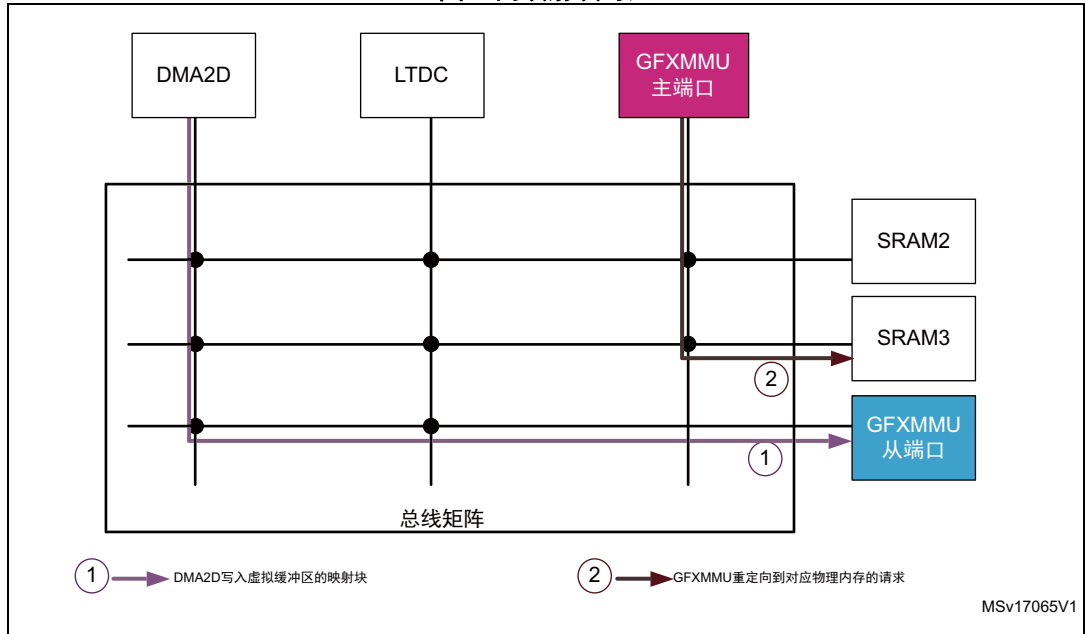 DMA2D
LTDC
GFXMMU
主端口
SRAM2
SRAM3
2
GFXMMU
从端口
1
总线矩阵
1 DMA2D写入虚拟缓冲区的映射块
2 GFXMMU重定向到对应物理内存的请求
MSv17065V1